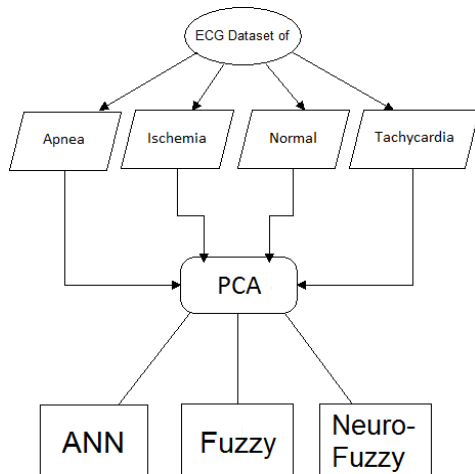 ECG Dataset of
Apnea
Ischemia
Normal
Tachycardia
PCA
ANN
Fuzzy
Neuro-
Fuzzy